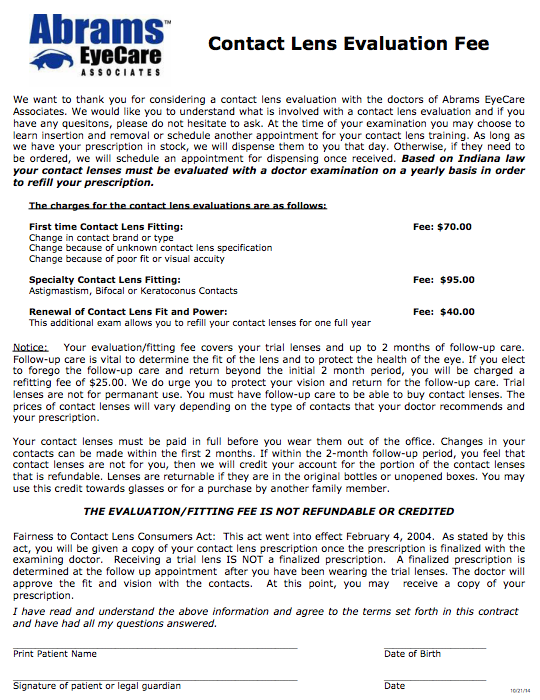 Abrams™
EyeCare
ASSOCIATES
Contact Lens Evaluation Fee
We want to thank you for considering a contact lens evaluation with the doctors of Abrams EyeCare
Associates. We would like you to understand what is involved with a contact lens evaluation and if you
have any quesitons, please do not hesitate to ask. At the time of your examination you may choose to
learn insertion and removal or schedule another appointment for your contact lens training. As long as
we have your prescription in stock, we will dispense them to you that day. Otherwise, if they need to
be ordered, we will schedule an appointment for dispensing once received. Based on Indiana law
your contact lenses must be evaluated with a doctor examination on a yearly basis in order
to refill your prescription.
The charges for the contact lens evaluations are as follows:
First time Contact Lens Fitting: Fee: $70.00
Change in contact brand or type
Change because of unknown contact lens specification
Change because of poor fit or visual accuity
Specialty Contact Lens Fitting: Fee: $95.00
Astigmastism, Bifocal or Keratoconus Contacts
Renewal of Contact Lens Fit and Power: Fee: $40.00
This additional exam allows you to refill your contact lenses for one full year
Notice: Your evaluation/fitting fee covers your trial lenses and up to 2 months of follow-up care.
Follow-up care is vital to determine the fit of the lens and to protect the health of the eye. If you elect
to forego the follow-up care and return beyond the initial 2 month period, you will be charged a
refitting fee of $25.00. We do urge you to protect your vision and return for the follow-up care. Trial
lenses are not for permanant use. You must have follow-up care to be able to buy contact lenses. The
prices of contact lenses will vary depending on the type of contacts that your doctor recommends and
your prescription.
Your contact lenses must be paid in full before you wear them out of the office. Changes in your
contacts can be made within the first 2 months. If within the 2-month follow-up period, you feel that
contact lenses are not for you, then we will credit your account for the portion of the contact lenses
that is refundable. Lenses are returnable if they are in the original bottles or unopened boxes. You may
use this credit towards glasses or for a purchase by another family member.
THE EVALUATION/FITTING FEE IS NOT REFUNDABLE OR CREDITED
Fairness to Contact Lens Consumers Act: This act went into effect February 4, 2004. As stated by this
act, you will be given a copy of your contact lens prescription once the prescription is finalized with the
examining doctor. Receiving a trial lens IS NOT a finalized prescription. A finalized prescription is
determined at the follow up appointment after you have been wearing the trial lenses. The doctor will
approve the fit and vision with the contacts. At this point, you may receive a copy of your
prescription.
I have read and understand the above information and agree to the terms set forth in this contract
and have had all my questions answered.
Print Patient Name Date of Birth
Signature of patient or legal guardian Date
10/21/14